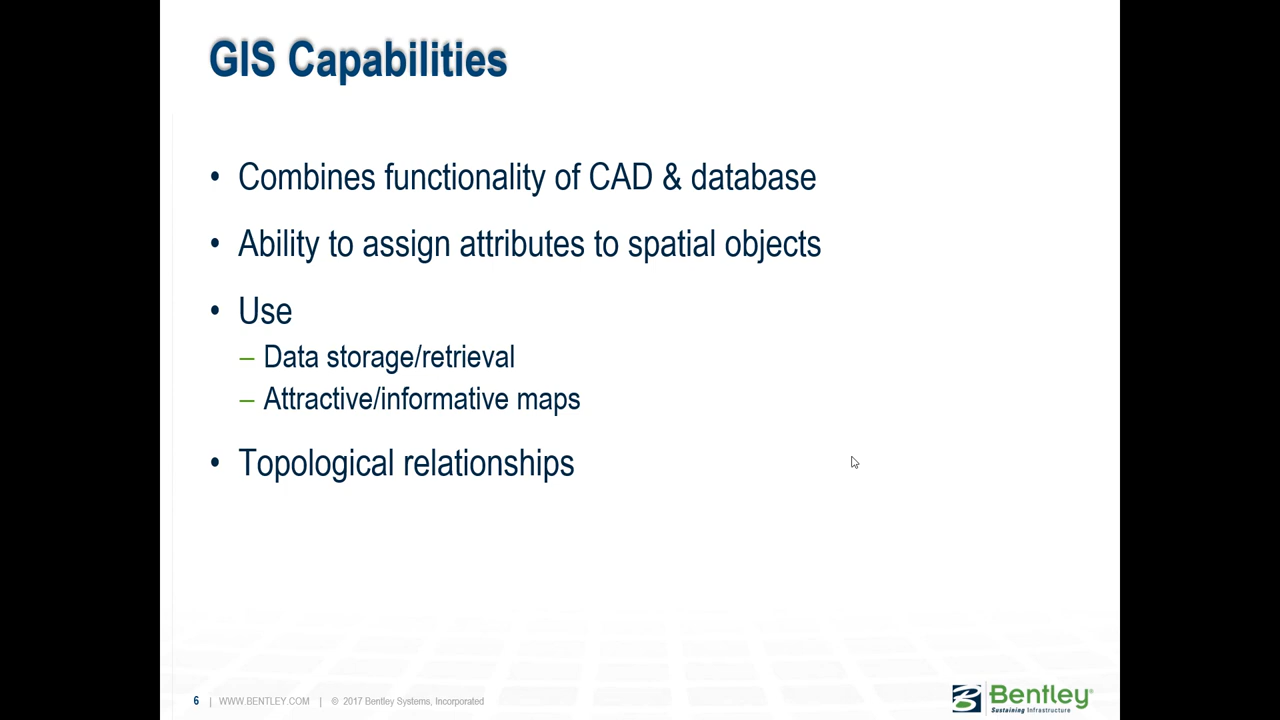 GIS Capabilities
• Combines functionality of CAD & database
• Ability to assign attributes to spatial objects
• Use
– Data storage/retrieval
– Attractive/informative maps
• Topological relationships
6 | WWW.BENTLEY.COM | © 2017 Bentley Systems, Incorporated
Bentley®
Sustaining Infrastructure